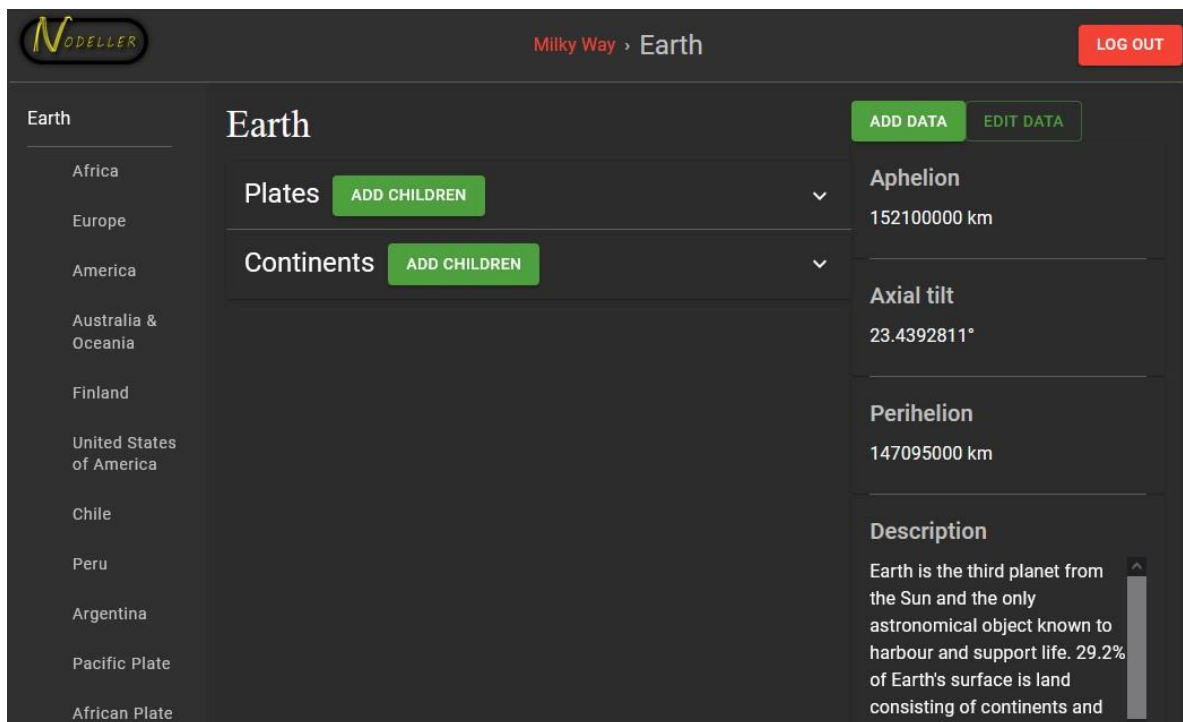 NODELLER
Milky Way › Earth
LOG OUT
Earth
Africa
Europe
America
Australia &
Oceania
Finland
United States
of America
Chile
Peru
Argentina
Pacific Plate
African Plate
Earth
Plates
ADD CHILDREN
Continents
ADD CHILDREN
ADD DATA
EDIT DATA
Aphelion
152100000 km
Axial tilt
23.4392811°
Perihelion
147095000 km
Description
Earth is the third planet from
the Sun and the only
astronomical object known to
harbour and support life. 29.2%
of Earth's surface is land
consisting of continents and